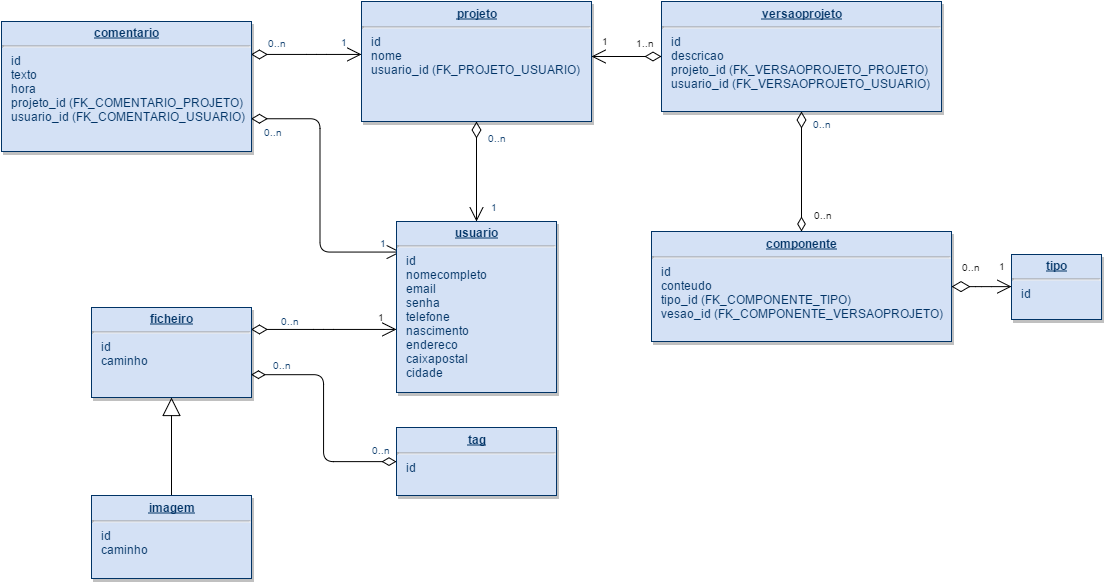 comentario
id
texto
hora
projeto_id (FK_COMENTARIO_PROJETO)
usuario_id (FK_COMENTARIO_USUARIO)
0..n
1
0..n
1
projeto
id
nome
usuario_id (FK_PROJETO_USUARIO)
0..n
1
1
1..n
versaoprojeto
id
descricao
projeto_id (FK_VERSAOPROJETO_PROJETO)
usuario_id (FK_VERSAOPROJETO_USUARIO)
0..n
0..n
usuario
id
nomecompleto
email
senha
telefone
nascimento
endereco
caixapostal
cidade
componente
id
conteudo
tipo_id (FK_COMPONENTE_TIPO)
vesao_id (FK_COMPONENTE_VERSAOPROJETO)
0..n
1
tipo
id
ficheiro
id
caminho
0..n
1
0..n
0..n
tag
id
imagem
id
caminho